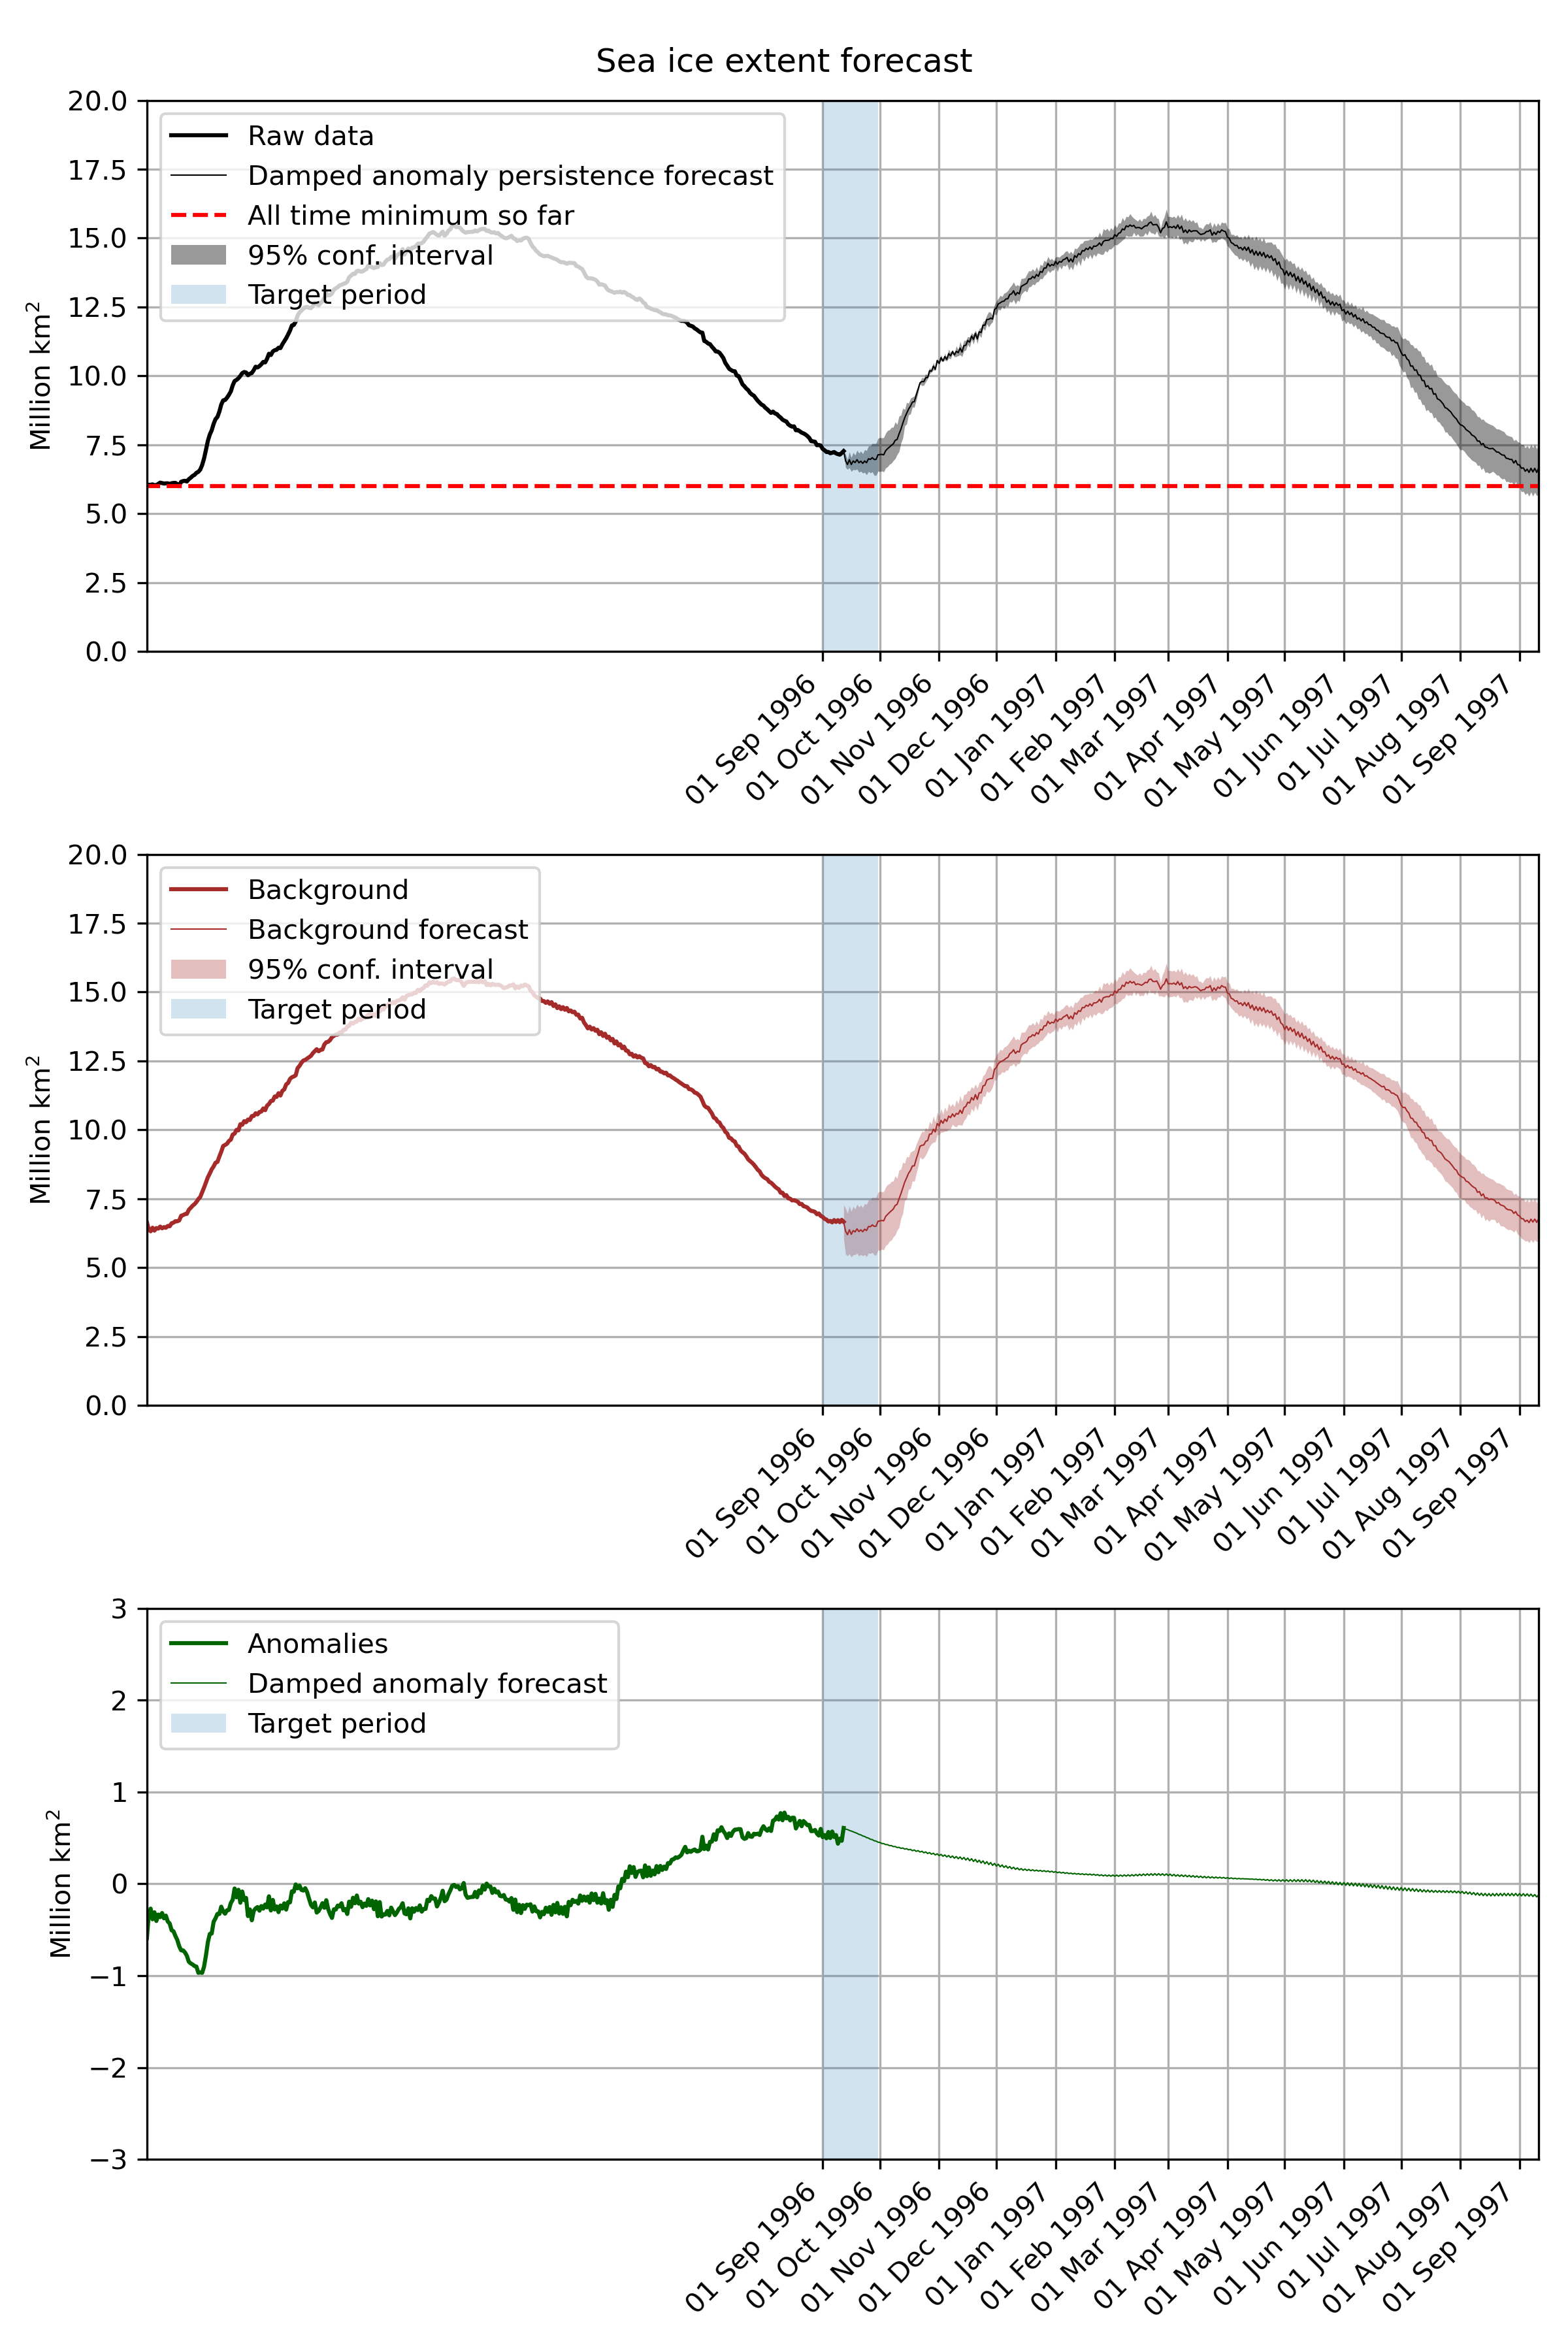 Sea ice extent forecast
20.0
17.5
15.0
12.5
10.0
7.5
5.0
2.5
0.0
Million km²
Raw data
Damped anomaly persistence forecast
All time minimum so far
95% conf. interval
Target period
01 Sep 1996
01 Oct 1996
01 Nov 1996
01 Dec 1996
01 Jan 1997
01 Feb 1997
01 Mar 1997
01 Apr 1997
01 May 1997
01 Jun 1997
01 Jul 1997
01 Aug 1997
01 Sep 1997
20.0
17.5
15.0
12.5
10.0
7.5
5.0
2.5
0.0
Million km²
Background
Background forecast
95% conf. interval
Target period
01 Sep 1996
01 Oct 1996
01 Nov 1996
01 Dec 1996
01 Jan 1997
01 Feb 1997
01 Mar 1997
01 Apr 1997
01 May 1997
01 Jun 1997
01 Jul 1997
01 Aug 1997
01 Sep 1997
3
2
1
0
−1
−2
−3
Million km²
Anomalies
Damped anomaly forecast
Target period
01 Sep 1996
01 Oct 1996
01 Nov 1996
01 Dec 1996
01 Jan 1997
01 Feb 1997
01 Mar 1997
01 Apr 1997
01 May 1997
01 Jun 1997
01 Jul 1997
01 Aug 1997
01 Sep 1997